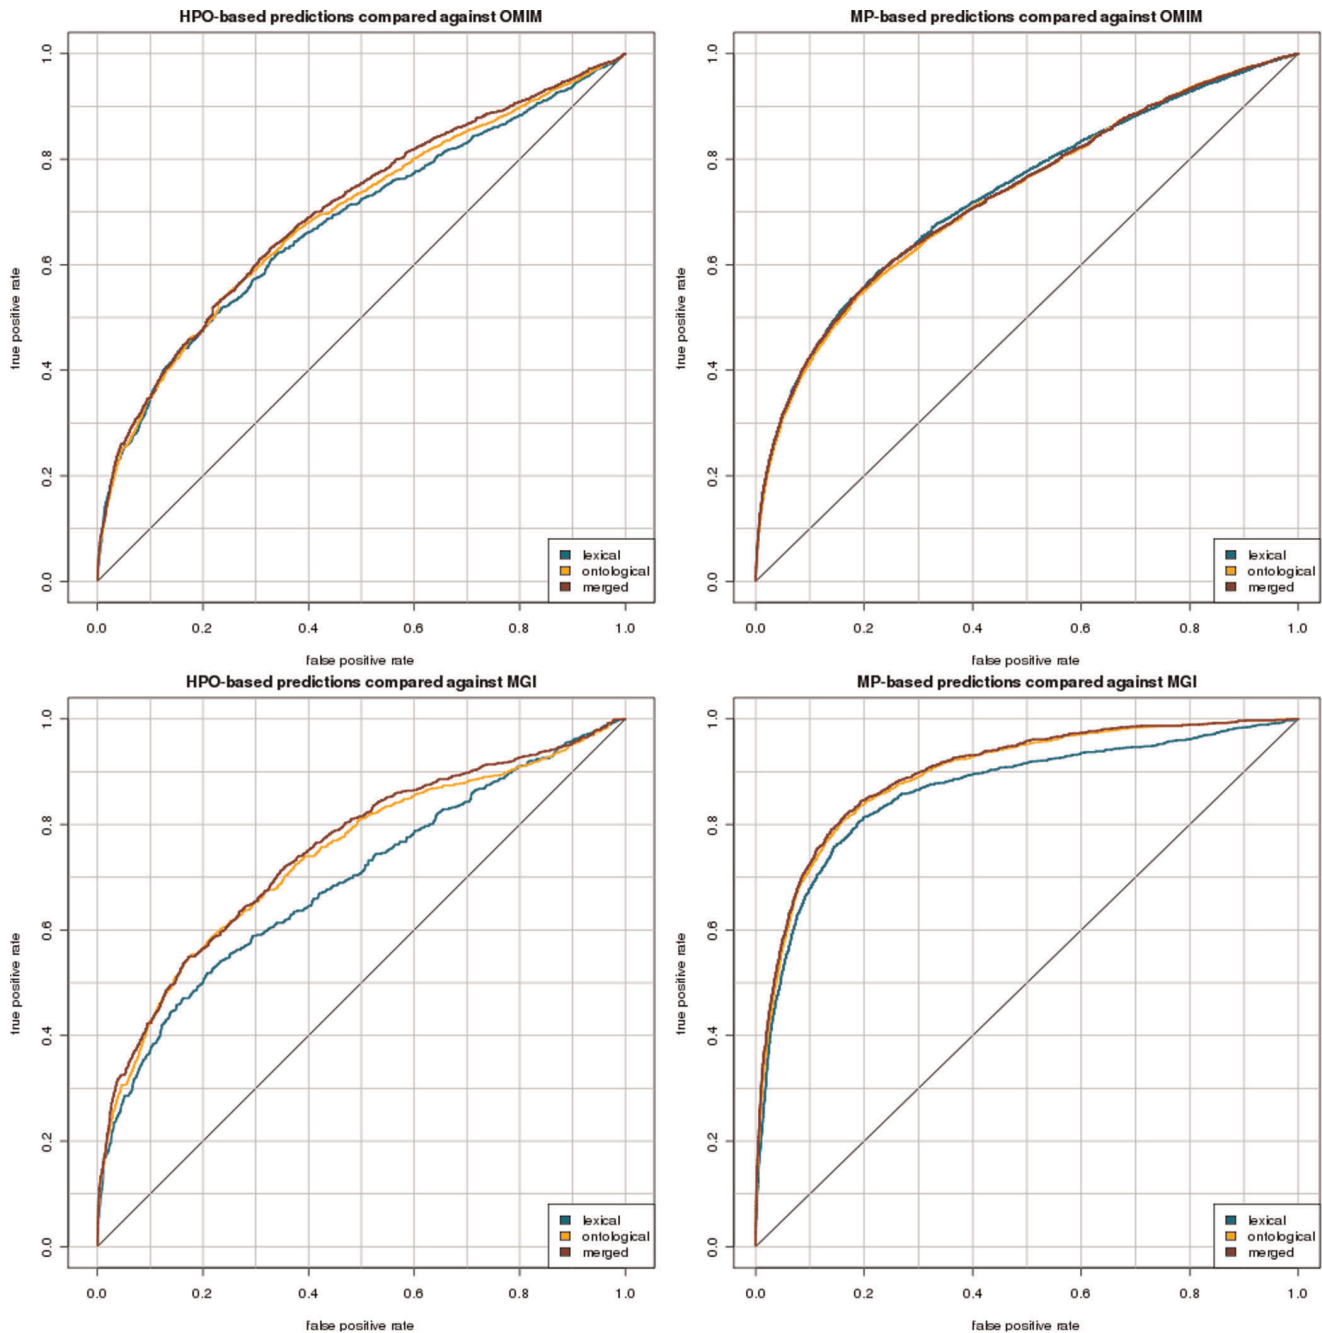 HPO-based predictions compared against OMIM
true positive rate
1.0
0.8
0.6
0.4
0.2
0.0
lexical
ontological
merged
0.0 0.2 0.4 0.6 0.8 1.0
false positive rate
MP-based predictions compared against OMIM
true positive rate
1.0
0.8
0.6
0.4
0.2
0.0
lexical
ontological
merged
0.0 0.2 0.4 0.6 0.8 1.0
false positive rate
HPO-based predictions compared against MGI
true positive rate
1.0
0.8
0.6
0.4
0.2
0.0
lexical
ontological
merged
0.0 0.2 0.4 0.6 0.8 1.0
false positive rate
MP-based predictions compared against MGI
true positive rate
1.0
0.8
0.6
0.4
0.2
0.0
lexical
ontological
merged
0.0 0.2 0.4 0.6 0.8 1.0
false positive rate